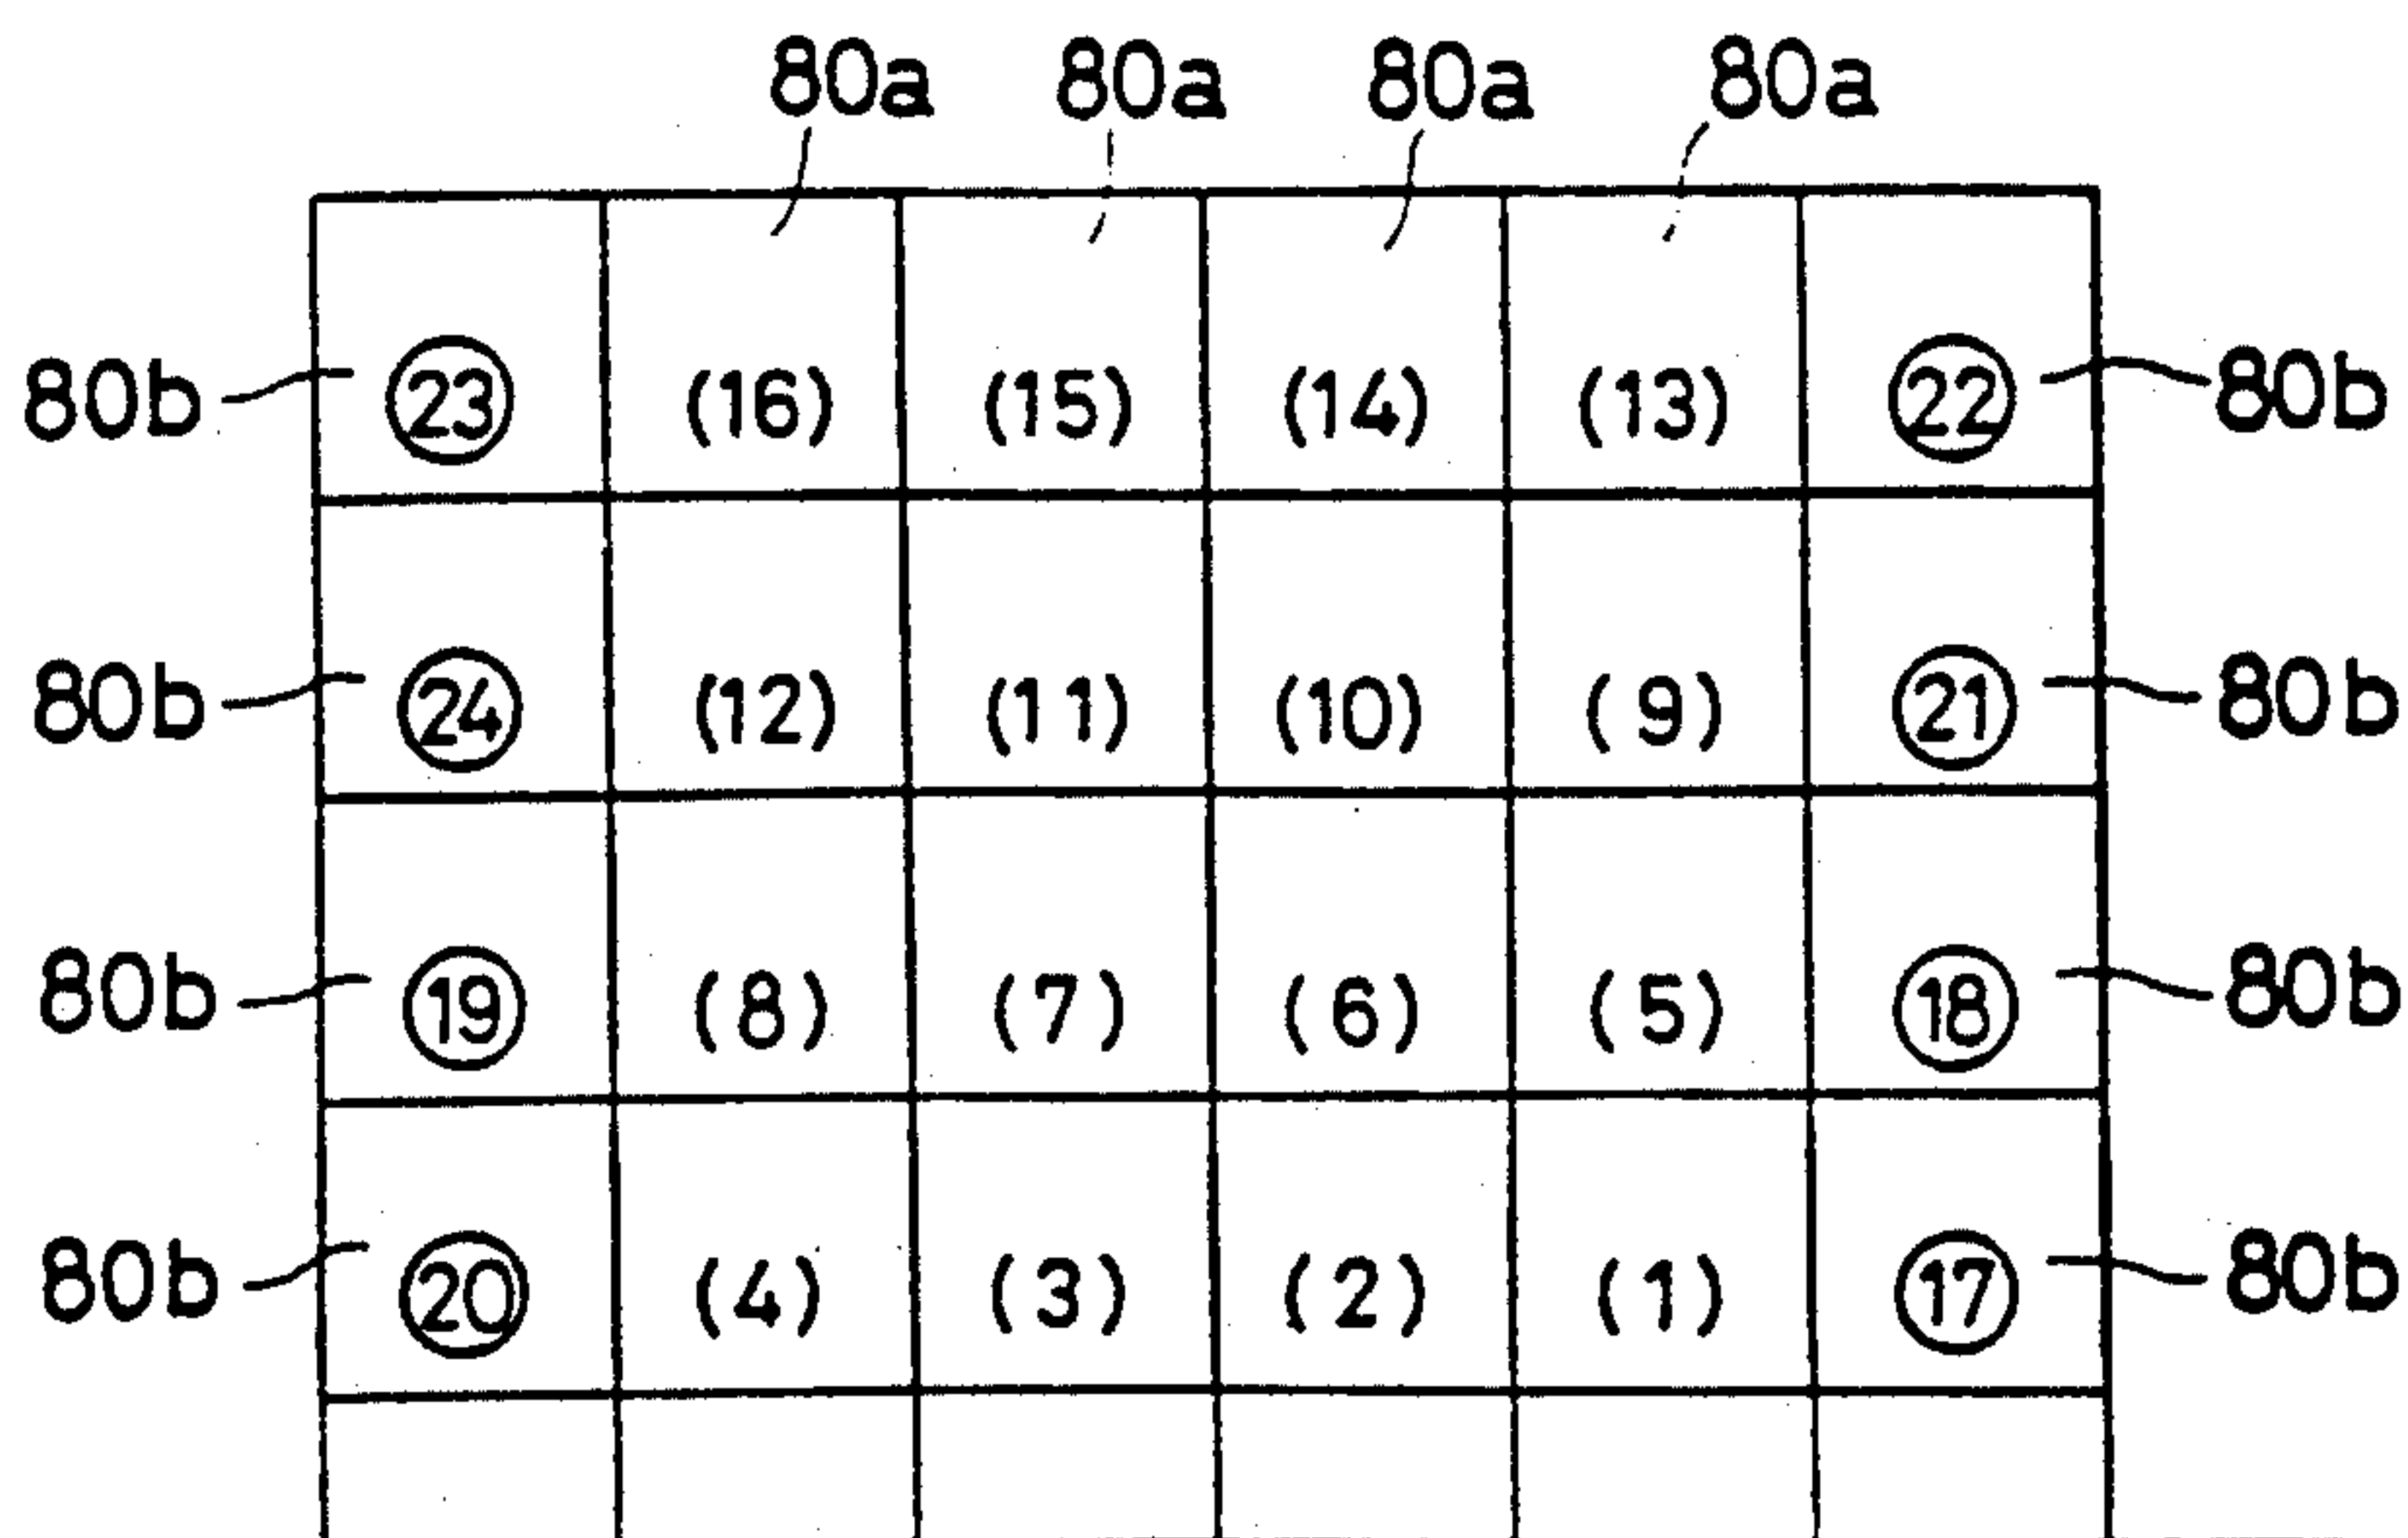 80a 80a 80a 80a
80b 23 (16) (15) (14) (13) 22 80b
80b 24 (12) (11) (10) (9) 21 80b
80b 19 (8) (7) (6) (5) 18 80b
80b 20 (4) (3) (2) (1) 17 80b